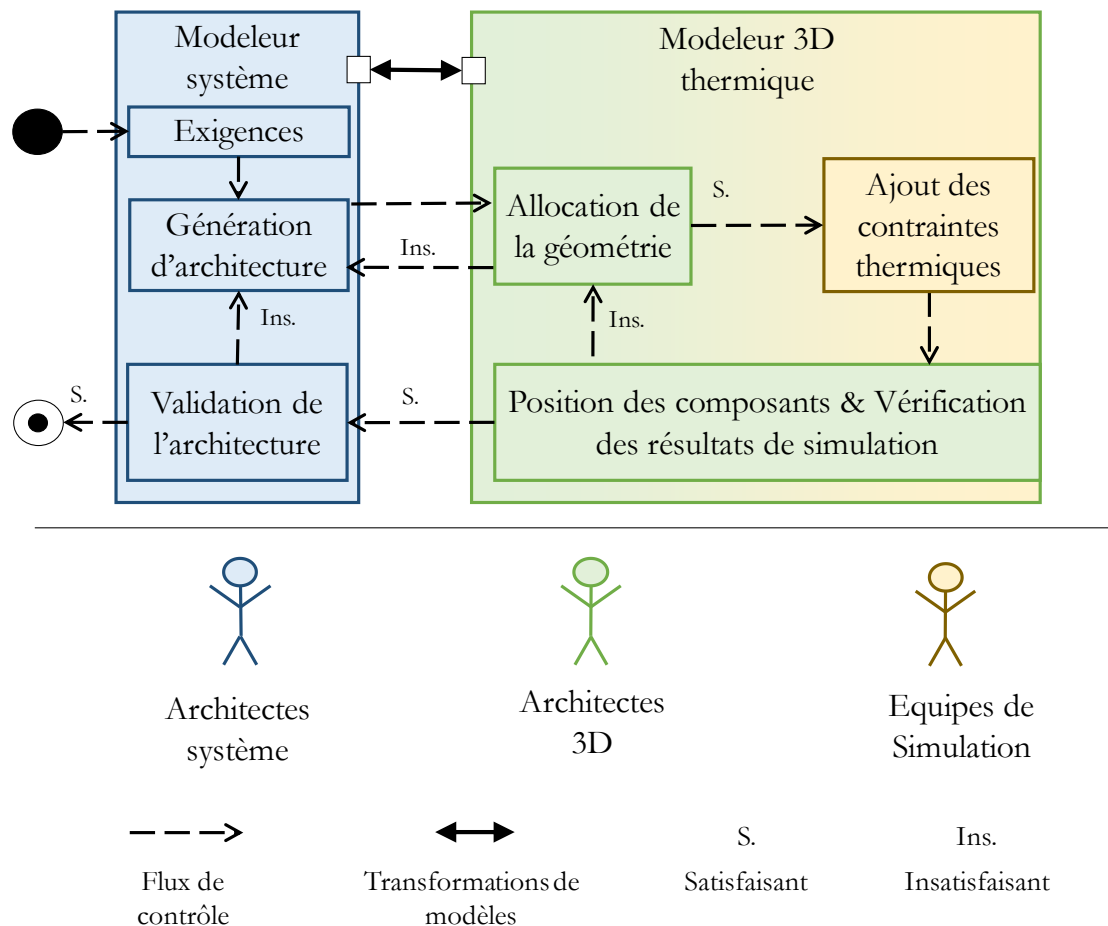 Modeleur
système
Modeleur 3D
thermique
Exigences
Génération
d'architecture
Allocation de
la géométrie
S.
Ajout des
contraintes
thermiques
Ins.
Ins.
Ins.
S.
Validation de
l'architecture
S.
Position des composants & Vérification
des résultats de simulation
Architectes
système
Architectes
3D
Equipes de
Simulation
Flux de
contrôle
Transformations de
modèles
S.
Satisfaisant
Ins.
Insatisfaisant